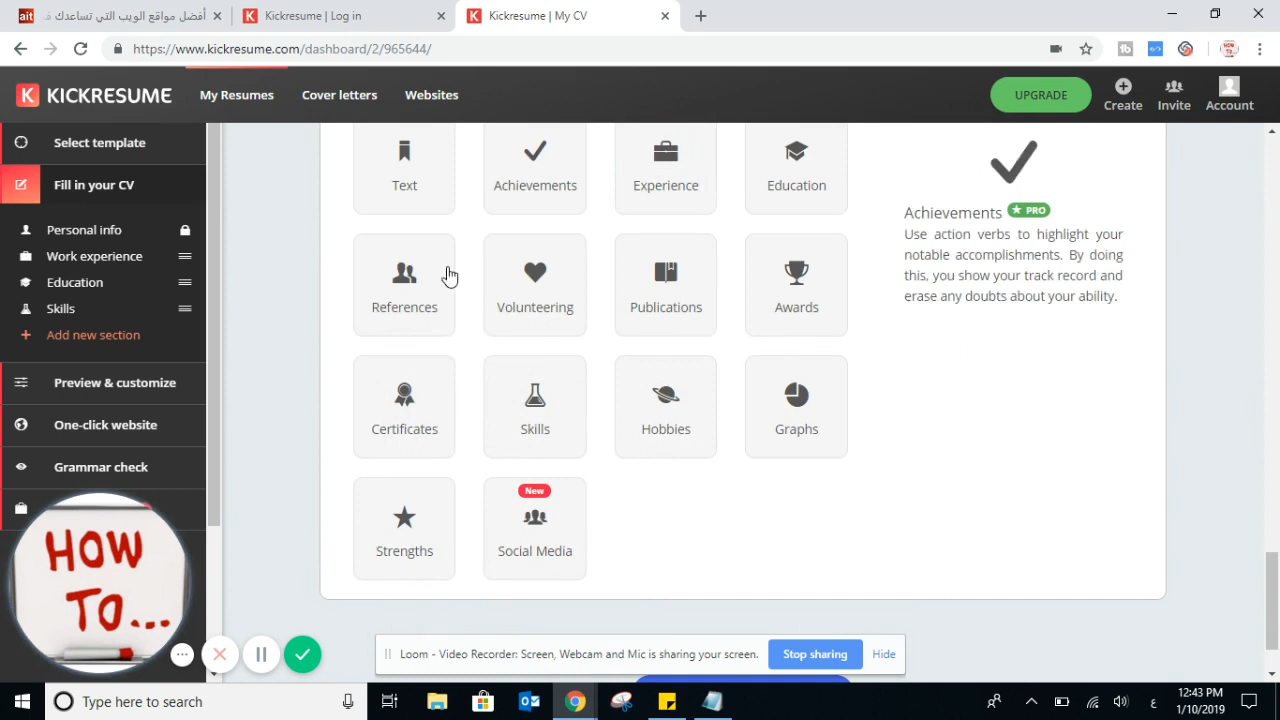 ait أفضل مواقع الويب التي تساعدك ف
Kickresume | Log in
Kickresume | My CV
https://www.kickresume.com/dashboard/2/965644/
K KICKRESUME
My Resumes
Cover letters
Websites
UPGRADE
Create
Invite
Account
Select template
Fill in your CV
Personal info
Work experience
Education
Skills
+ Add new section
Preview & customize
One-click website
Grammar check
Text
Achievements
Experience
Education
References
Volunteering
Publications
Awards
Certificates
Skills
Hobbies
Graphs
Strengths
New
Social Media
Achievements ★ PRO
Use action verbs to highlight your
notable accomplishments. By doing
this, you show your track record and
erase any doubts about your ability.
HOW
TO...
Loom - Video Recorder: Screen, Webcam and Mic is sharing your screen.
Stop sharing
Hide
Type here to search
ع
12:43 PM
1/10/2019